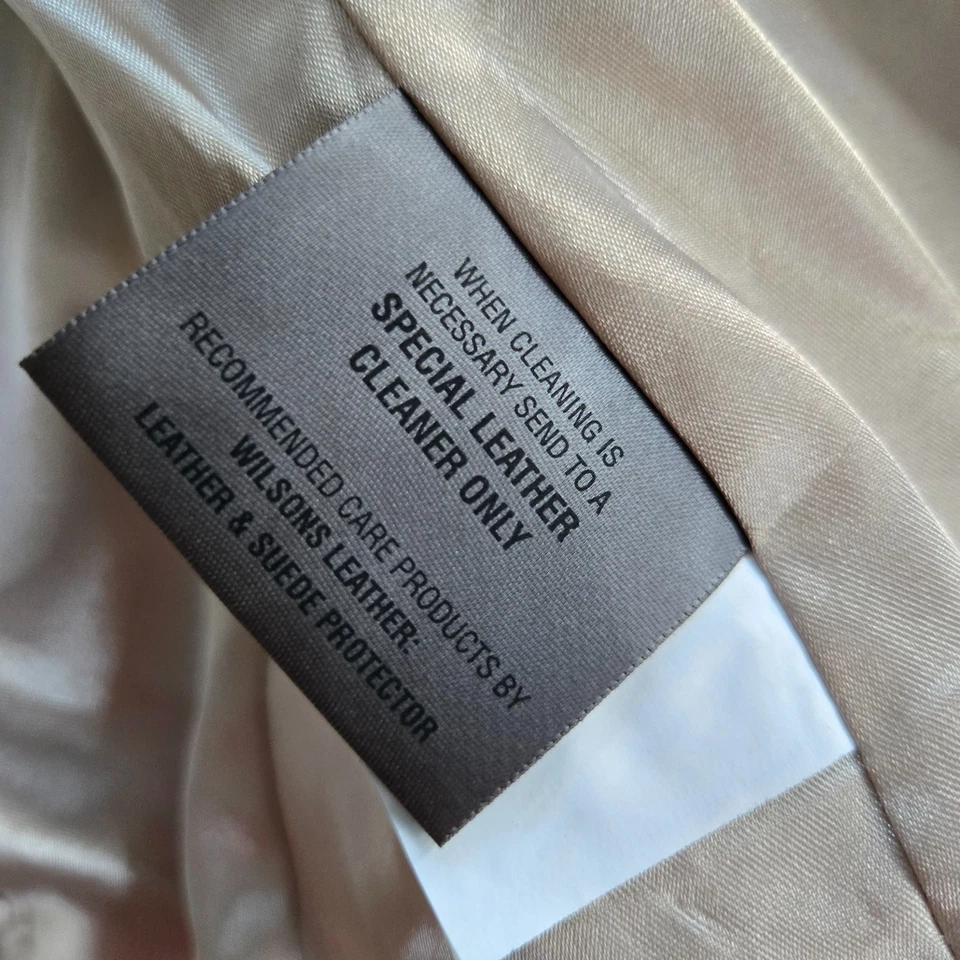 WHEN CLEANING IS
NECESSARY SEND TO A
SPECIAL LEATHER
CLEANER ONLY
RECOMMENDED CARE PRODUCTS BY
WILSONS LEATHER:
LEATHER & SUEDE PROTECTOR